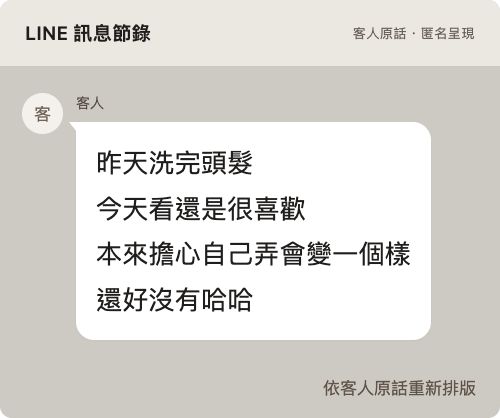 LINE 訊息節錄
客人原話・匿名呈現
客
客人
昨天洗完頭髮
今天看還是很喜歡
本來擔心自己弄會變一個樣
還好沒有哈哈
依客人原話重新排版